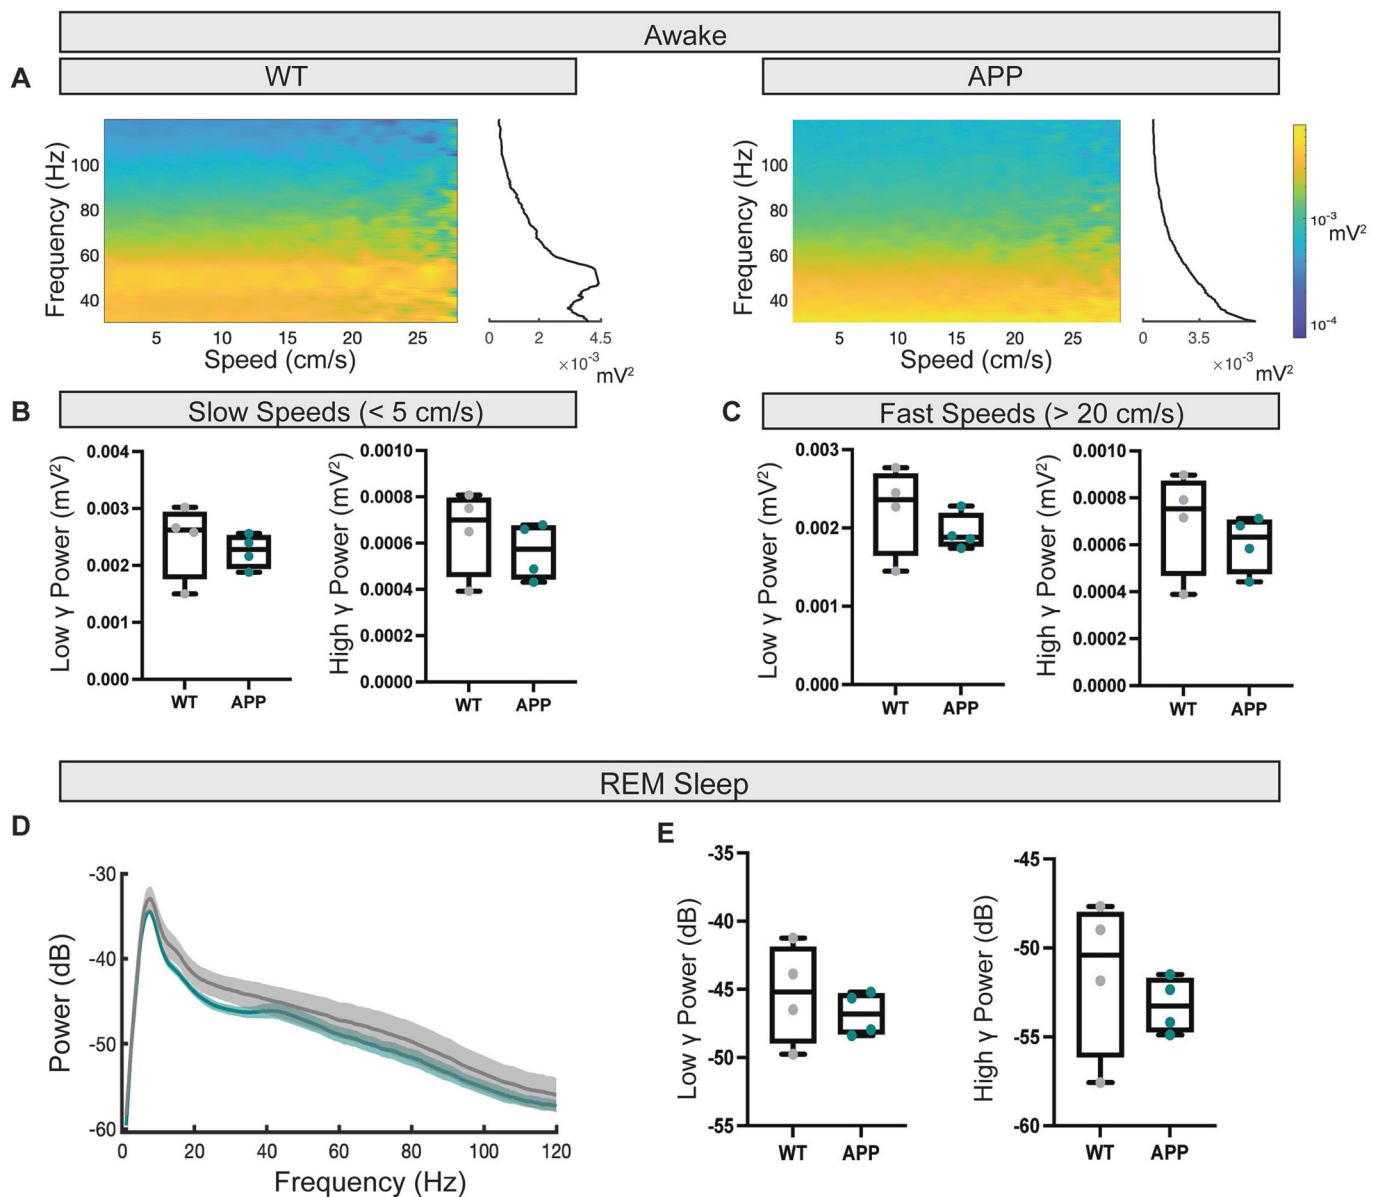 Awake
A
WT
APP
Frequency (Hz)
100
80
60
40
5 10 15 20 25
Speed (cm/s)
0 2 4.5
×10⁻³ mV²
Frequency (Hz)
100
80
60
40
5 10 15 20 25
Speed (cm/s)
0 3.5
×10⁻³ mV²
10⁻³
mV²
10⁻⁴
B
Slow Speeds (< 5 cm/s)
Low γ Power (mV²)
0.004
0.003
0.002
0.001
0.000
WT APP
High γ Power (mV²)
0.0010
0.0008
0.0006
0.0004
0.0002
0.0000
WT APP
C
Fast Speeds (> 20 cm/s)
Low γ Power (mV²)
0.003
0.002
0.001
0.000
WT APP
High γ Power (mV²)
0.0010
0.0008
0.0006
0.0004
0.0002
0.0000
WT APP
REM Sleep
D
Power (dB)
-30
-40
-50
-60
0 20 40 60 80 100 120
Frequency (Hz)
E
Low γ Power (dB)
-35
-40
-45
-50
-55
WT APP
High γ Power (dB)
-45
-50
-55
-60
WT APP